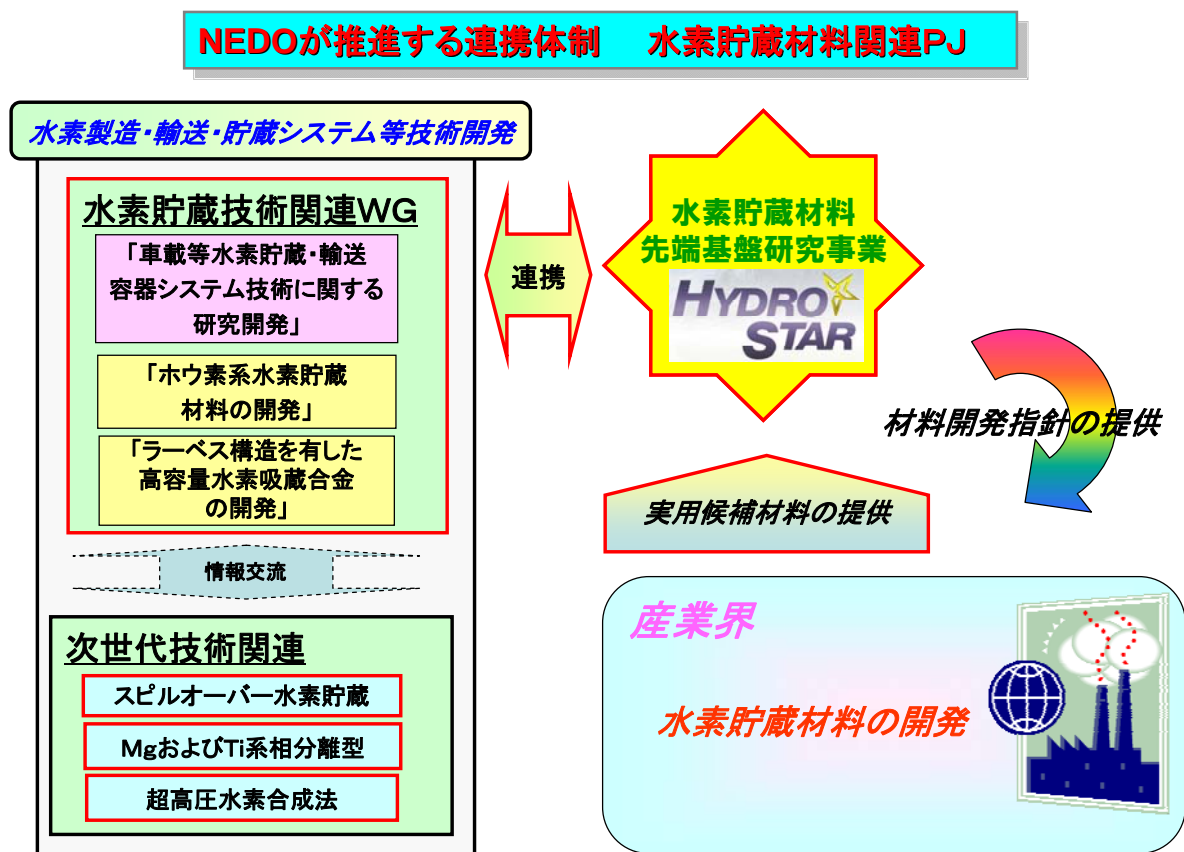 NEDOが推進する連携体制　水素貯蔵材料関連PJ
水素製造・輸送・貯蔵システム等技術開発
水素貯蔵技術関連WG
「車載等水素貯蔵・輸送
容器システム技術に関する
研究開発」
「ホウ素系水素貯蔵
材料の開発」
「ラーベス構造を有した
高容量水素吸蔵合金
の開発」
情報交流
次世代技術関連
スピルオーバー水素貯蔵
MgおよびTi系相分離型
超高圧水素合成法
連携
水素貯蔵材料
先端基盤研究事業
HYDRO
STAR
材料開発指針の提供
実用候補材料の提供
産業界
水素貯蔵材料の開発